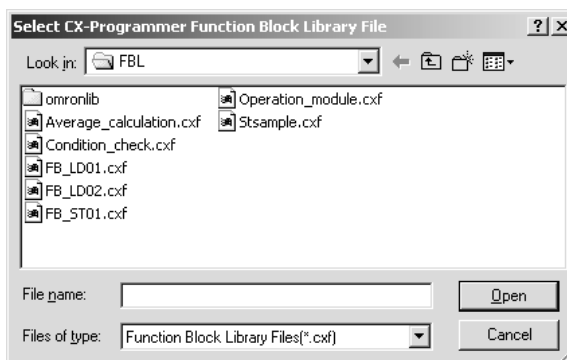 Select CX-Programmer Function Block Library File
Look in: FBL
omronlib
Average_calculation.cxf
Condition_check.cxf
FB_LD01.cxf
FB_LD02.cxf
FB_ST01.cxf
Operation_module.cxf
Stsample.cxf
File name:
Open
Files of type: Function Block Library Files(*.cxf)
Cancel